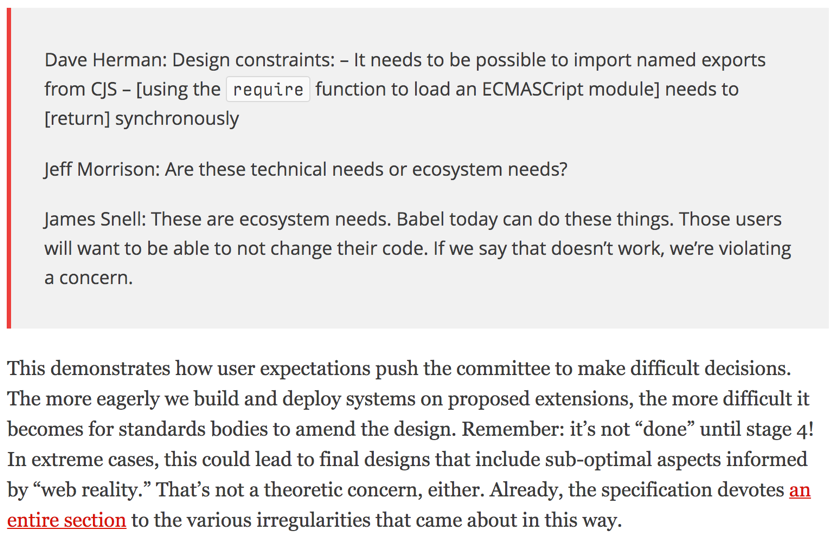 Dave Herman: Design constraints: – It needs to be possible to import named exports
from CJS – [using the require function to load an ECMASCript module] needs to
[return] synchronously
Jeff Morrison: Are these technical needs or ecosystem needs?
James Snell: These are ecosystem needs. Babel today can do these things. Those users
will want to be able to not change their code. If we say that doesn’t work, we’re violating
a concern.
This demonstrates how user expectations push the committee to make difficult decisions.
The more eagerly we build and deploy systems on proposed extensions, the more difficult it
becomes for standards bodies to amend the design. Remember: it’s not “done” until stage 4!
In extreme cases, this could lead to final designs that include sub-optimal aspects informed
by “web reality.” That’s not a theoretic concern, either. Already, the specification devotes an
entire section to the various irregularities that came about in this way.